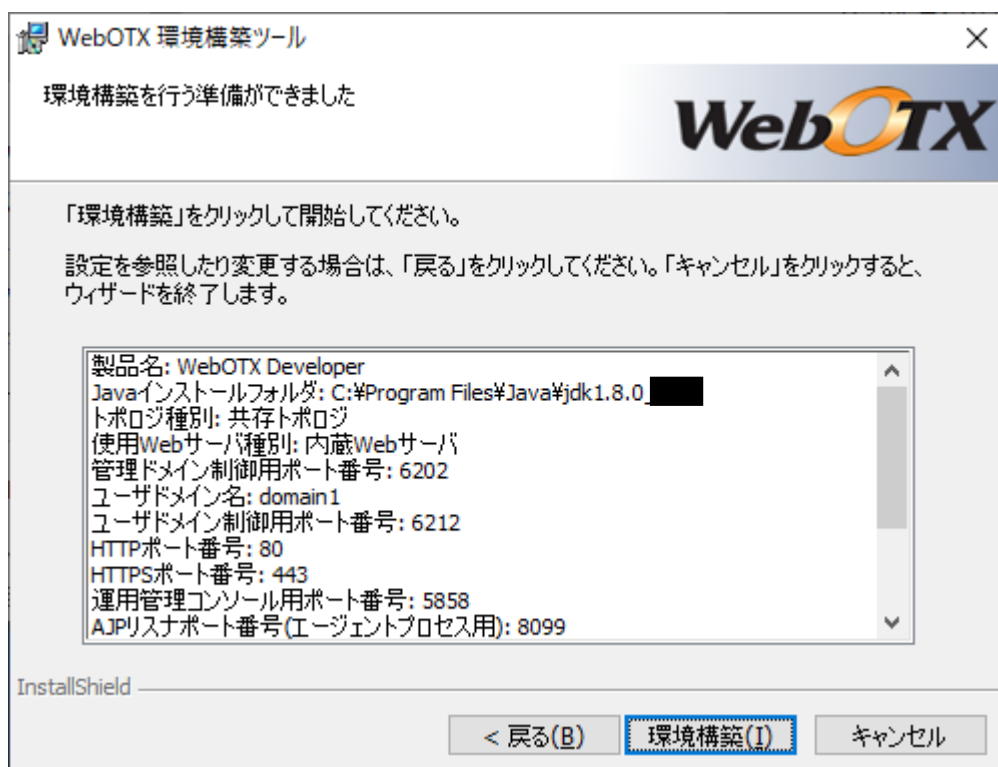 WebOTX 環境構築ツール
環境構築を行う準備ができました
WebOTX
「環境構築」をクリックして開始してください。
設定を参照したり変更する場合は、「戻る」をクリックしてください。「キャンセル」をクリックすると、
ウィザードを終了します。
製品名: WebOTX Developer
Javaインストールフォルダ: C:¥Program Files¥Java¥jdk1.8.0_
トポロジ種別: 共存トポロジ
使用Webサーバ種別: 内蔵Webサーバ
管理ドメイン制御用ポート番号: 6202
ユーザドメイン名: domain1
ユーザドメイン制御用ポート番号: 6212
HTTPポート番号: 80
HTTPSポート番号: 443
運用管理コンソール用ポート番号: 5858
AJPリスナポート番号(エージェントプロセス用): 8099
InstallShield
< 戻る(B)
環境構築(I)
キャンセル